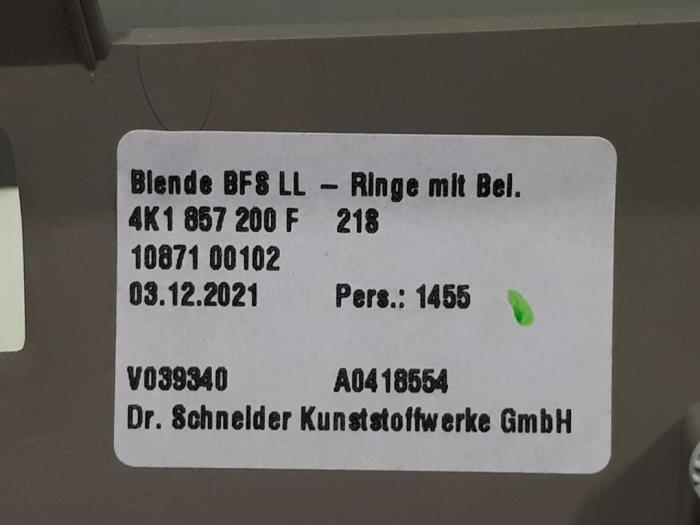 Blende BFS LL – Ringe mit Bel.
4K1 857 200 F 21S
10871 00102
03.12.2021 Pers.: 1455
V039340 A0418554
Dr. Schneider Kunststoffwerke GmbH